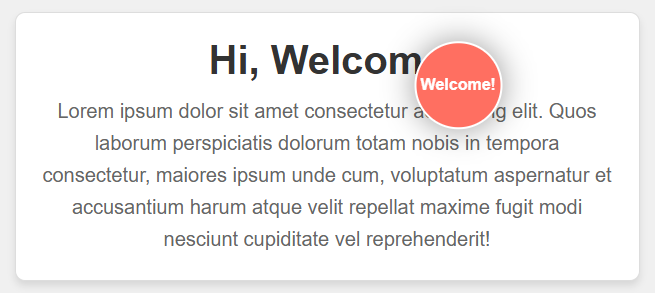 Hi, Welcom
Welcome!
Lorem ipsum dolor sit amet consectetur a g elit. Quos
laborum perspiciatis dolorum totam nobis in tempora
consectetur, maiores ipsum unde cum, voluptatum aspernatur et
accusantium harum atque velit repellat maxime fugit modi
nesciunt cupiditate vel reprehenderit!